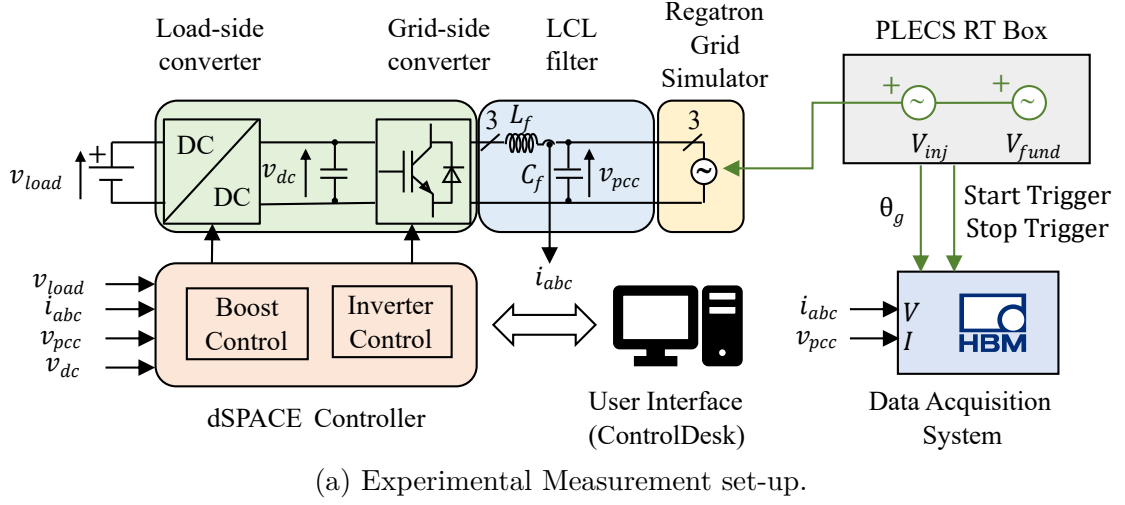 Load-side
converter
Grid-side
converter
LCL
filter
Regatron
Grid
Simulator
PLECS RT Box
+
v_load
DC
DC
v_dc
3
L_f
C_f
v_pcc
3
~
+
~
+
~
V_inj
V_fund
θ_g
Start Trigger
Stop Trigger
i_abc
v_load
i_abc
v_pcc
v_dc
Boost
Control
Inverter
Control
dSPACE Controller
User Interface
(ControlDesk)
i_abc
v_pcc
V
I
HBM
Data Acquisition
System
(a) Experimental Measurement set-up.